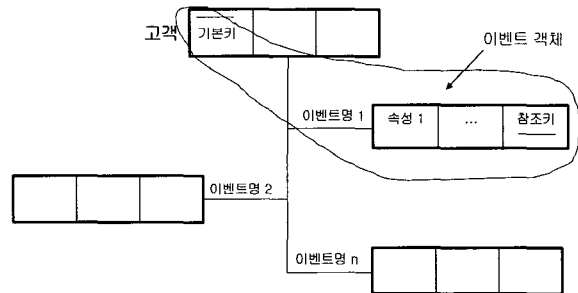 고객
기본키
이벤트 객체
이벤트명 1
속성 1
...
참조키
이벤트명 2
이벤트명 n